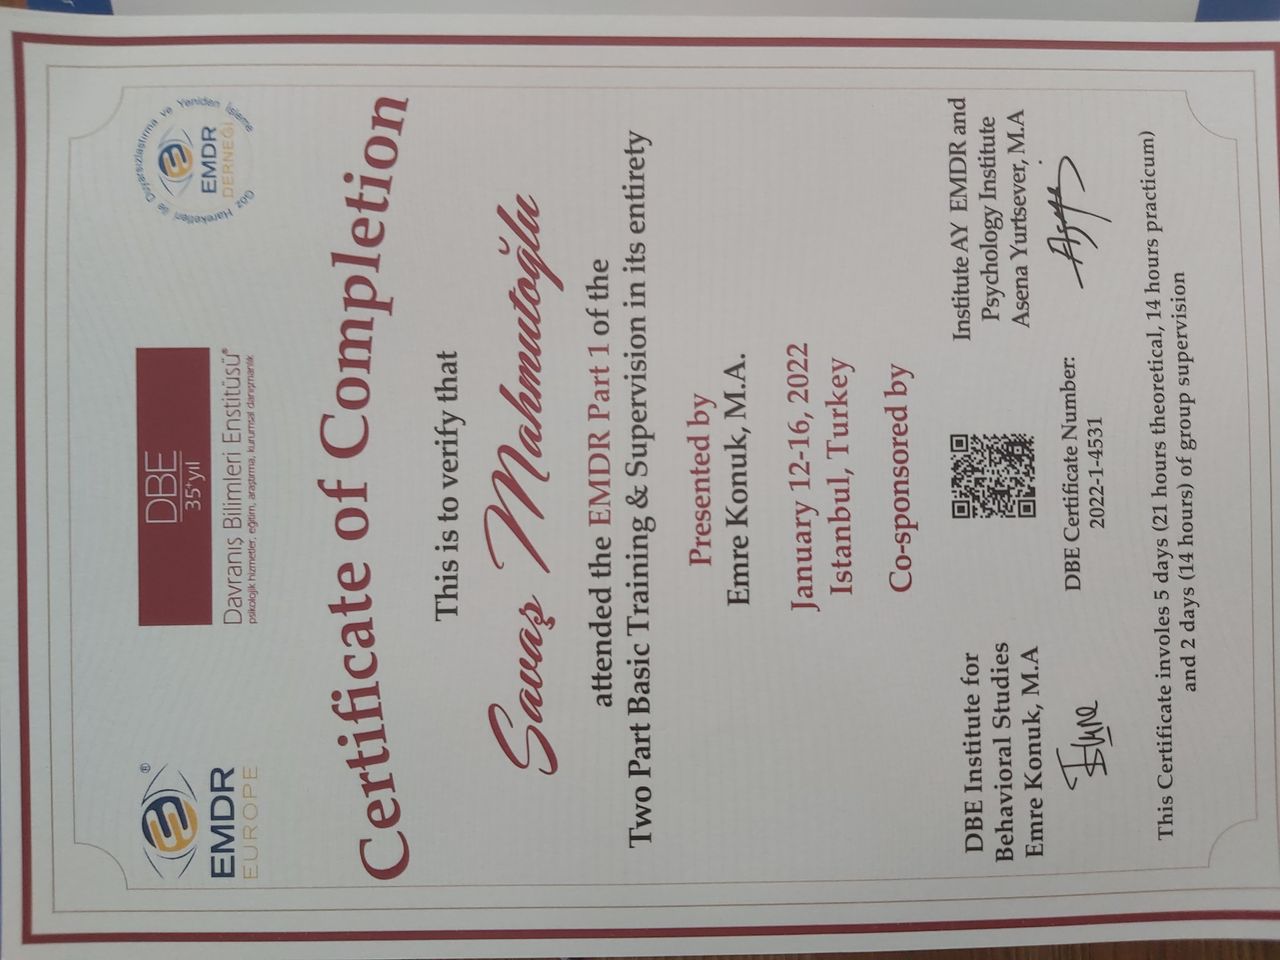 EMDR
EUROPE
DBE
35+yıl
Davranış Bilimleri Enstitüsü®
psikolojik hizmetler, eğitim, araştırma, kurumsal danışmanlık
Göz Hareketleri ile Duyarsızlaştırma ve Yeniden İşleme
EMDR
DERNEĞİ
Certificate of Completion
This is to verify that
Savaş Mahmutoğlu
attended the EMDR Part 1 of the
Two Part Basic Training & Supervision in its entirety
Presented by
Emre Konuk, M.A.
January 12-16, 2022
Istanbul, Turkey
Co-sponsored by
DBE Institute for
Behavioral Studies
Emre Konuk, M.A
DBE Certificate Number:
2022-1-4531
Institute AY EMDR and
Psychology Institute
Asena Yurtsever, M.A
This Certificate involes 5 days (21 hours theoretical, 14 hours practicum)
and 2 days (14 hours) of group supervision